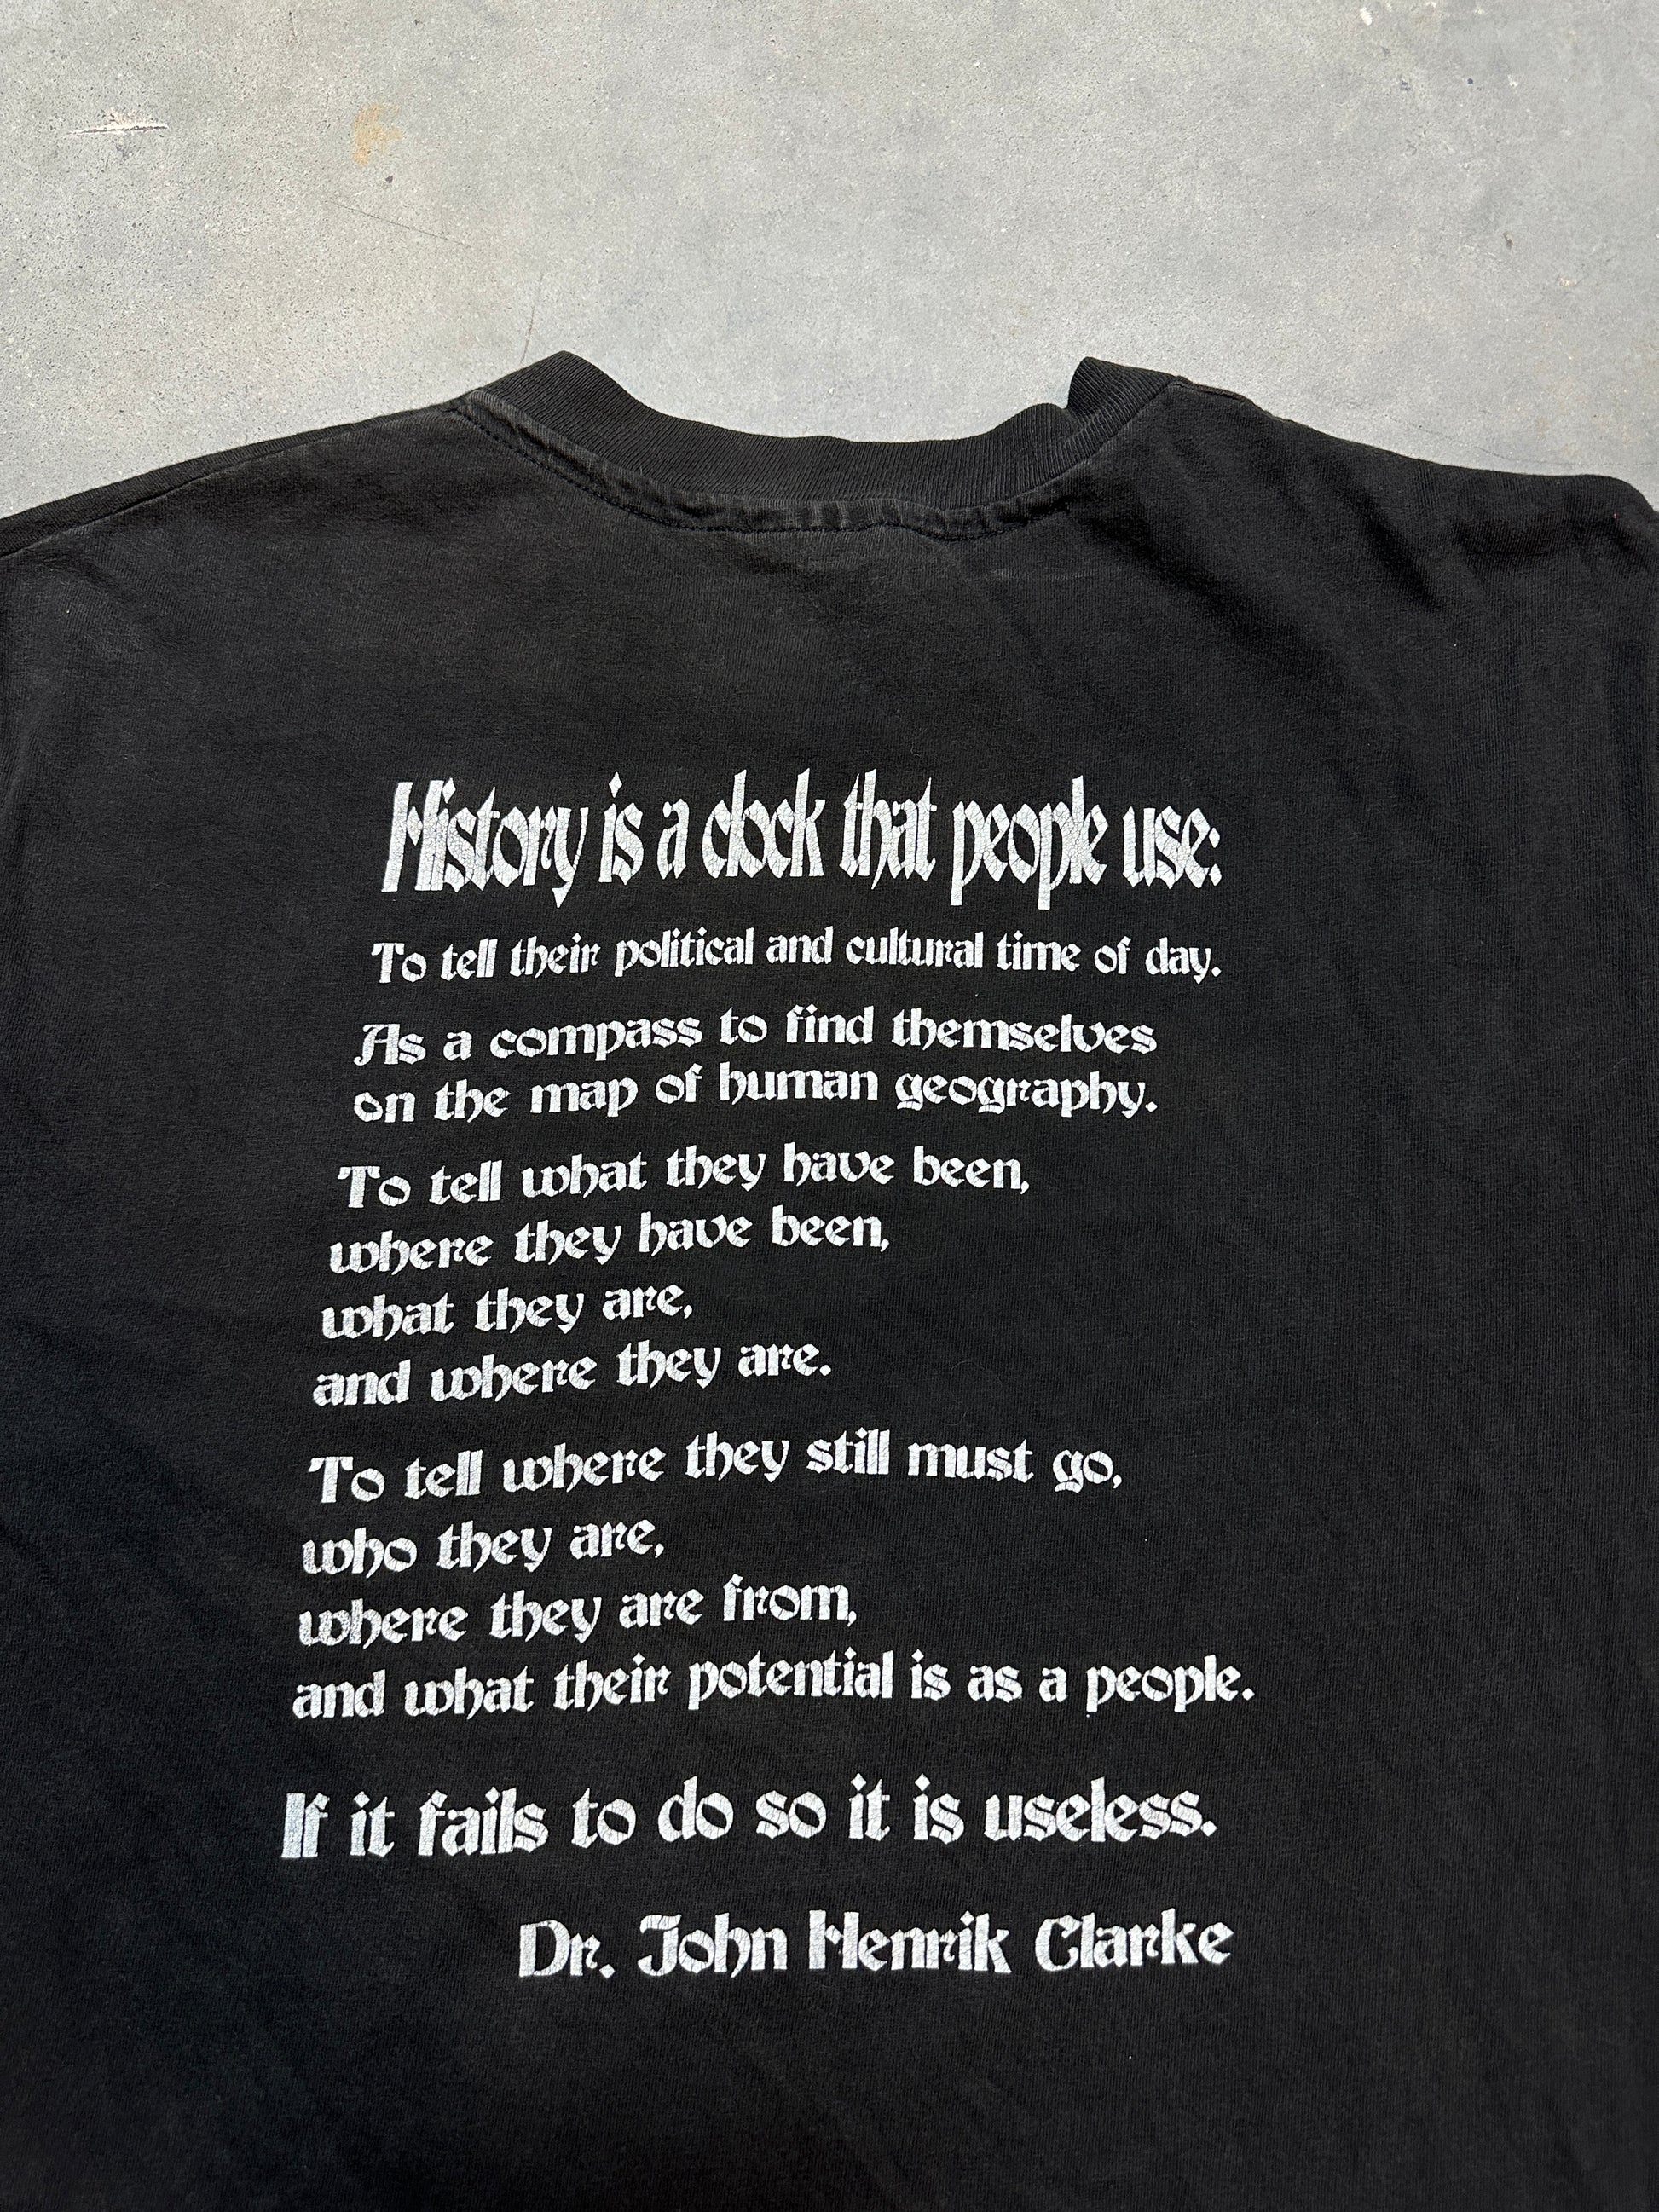 History is a clock that people use:
To tell their political and cultural time of day.
As a compass to find themselves
on the map of human geography.
To tell what they have been,
where they have been,
what they are,
and where they are.
To tell where they still must go,
who they are,
where they are from,
and what their potential is as a people.
If it fails to do so it is useless.
Dr. John Henrik Clarke